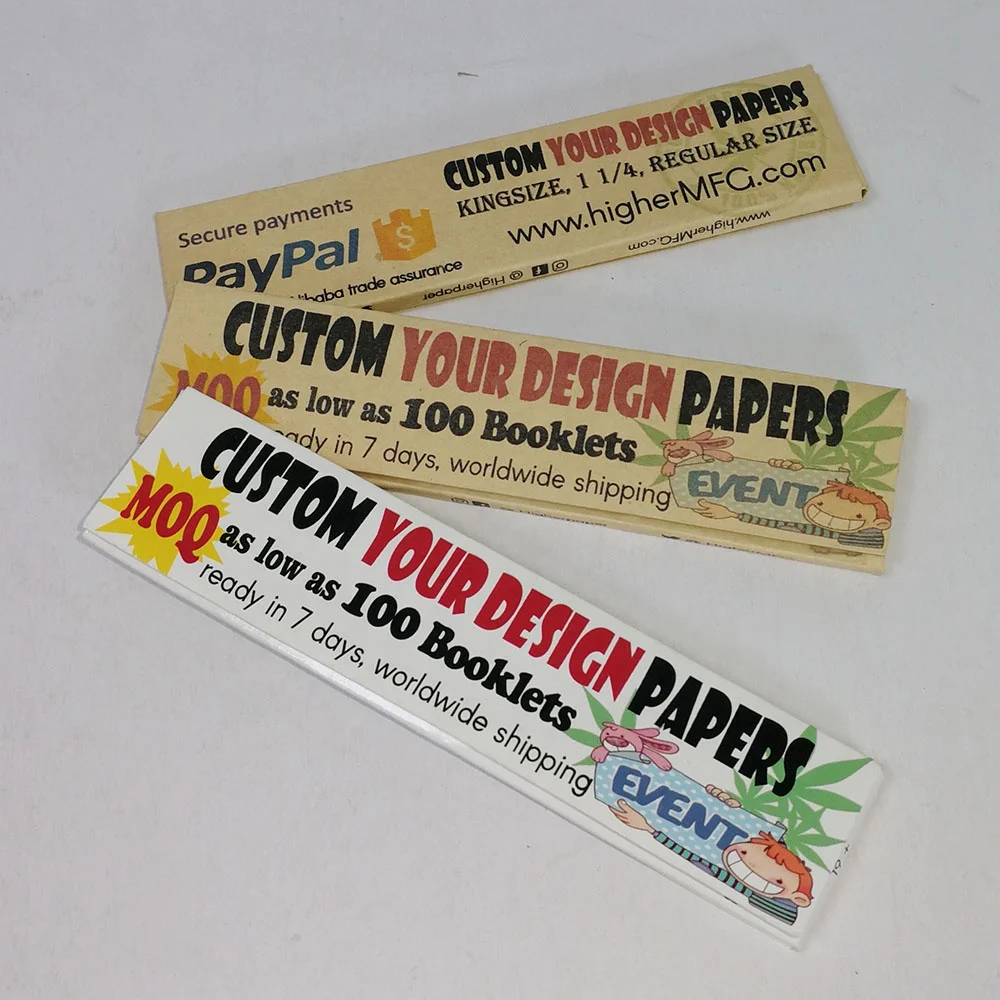 CUSTOM YOUR DESIGN PAPERS
KINGSIZE, 1 1/4, REGULAR SIZE
www.higherMFG.com
Secure payments
PayPal
trade assurance
www.higherMFG.com
@ Higherpaper
CUSTOM YOUR DESIGN PAPERS
MOQ as low as 100 Booklets
ready in 7 days, worldwide shipping
EVENT
CUSTOM YOUR DESIGN PAPERS
MOQ as low as 100 Booklets
ready in 7 days, worldwide shipping
EVENT